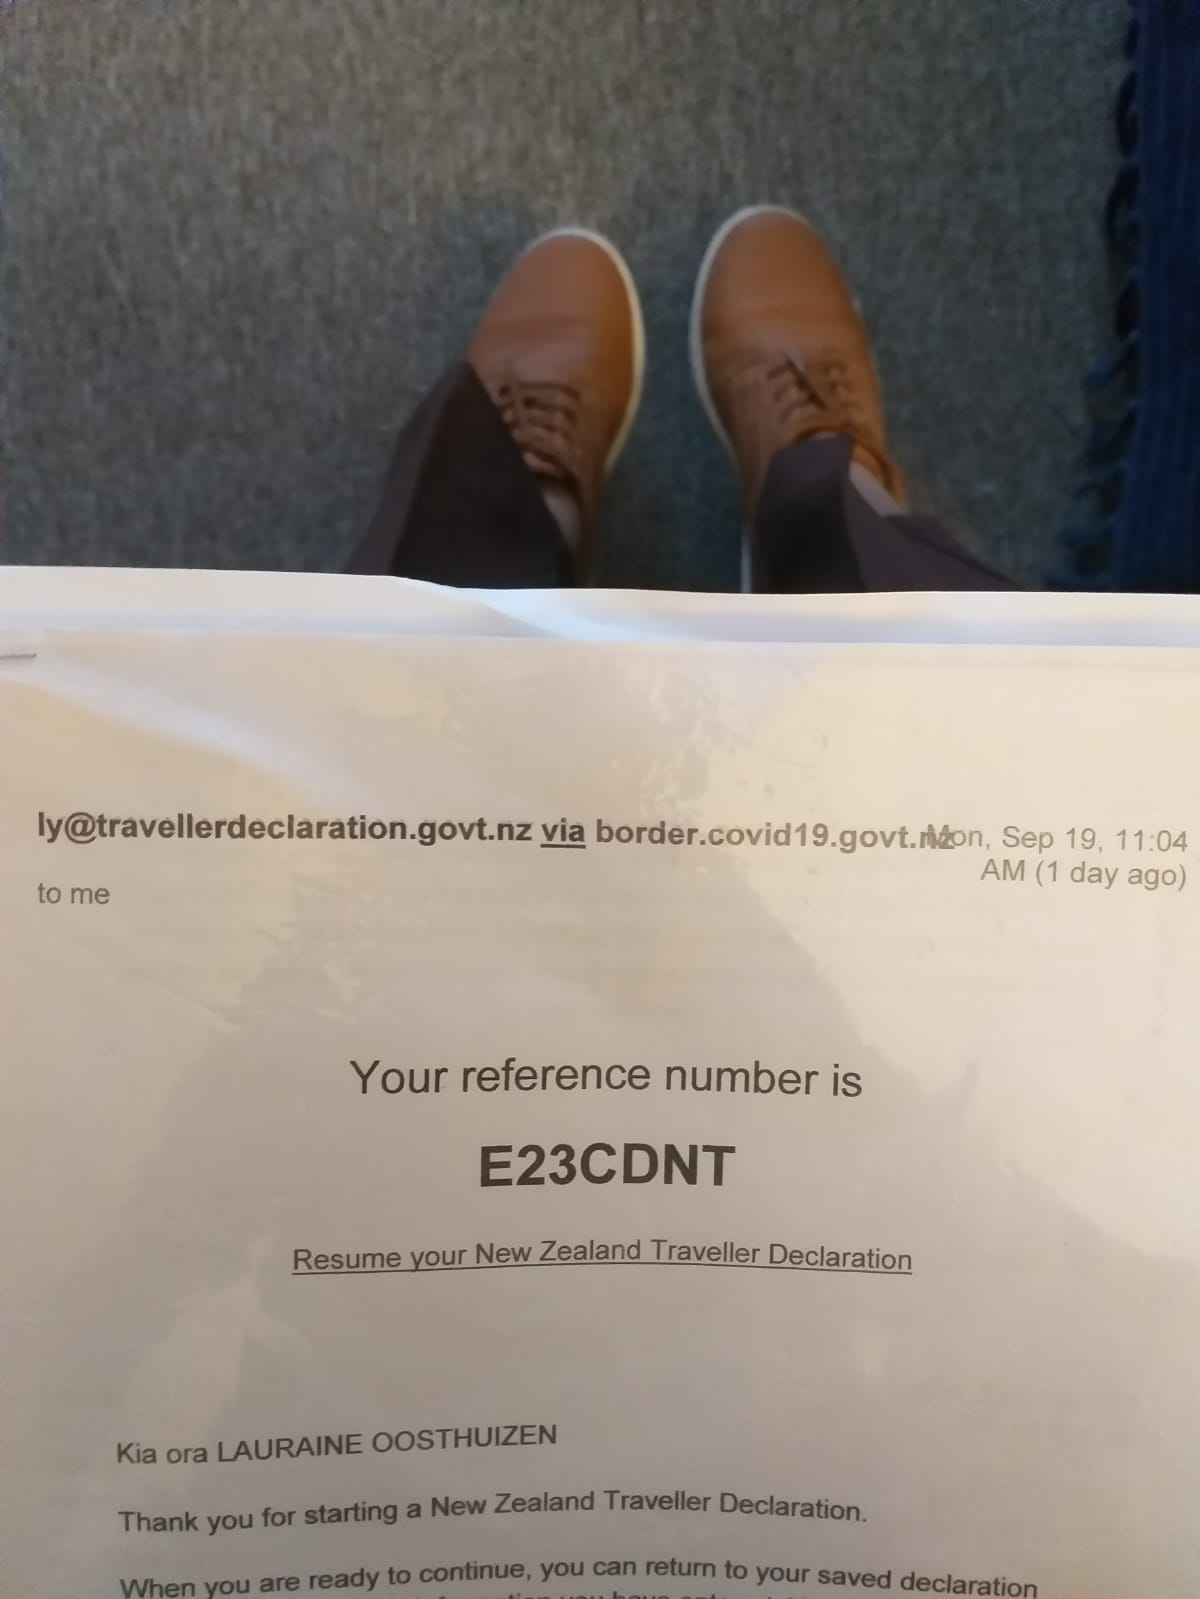 ly@travellerdeclaration.govt.nz via border.covid19.govt.nz
Mon, Sep 19, 11:04
AM (1 day ago)
to me
Your reference number is
E23CDNT
Resume your New Zealand Traveller Declaration
Kia ora LAURAINE OOSTHUIZEN
Thank you for starting a New Zealand Traveller Declaration.
When you are ready to continue, you can return to your saved declaration